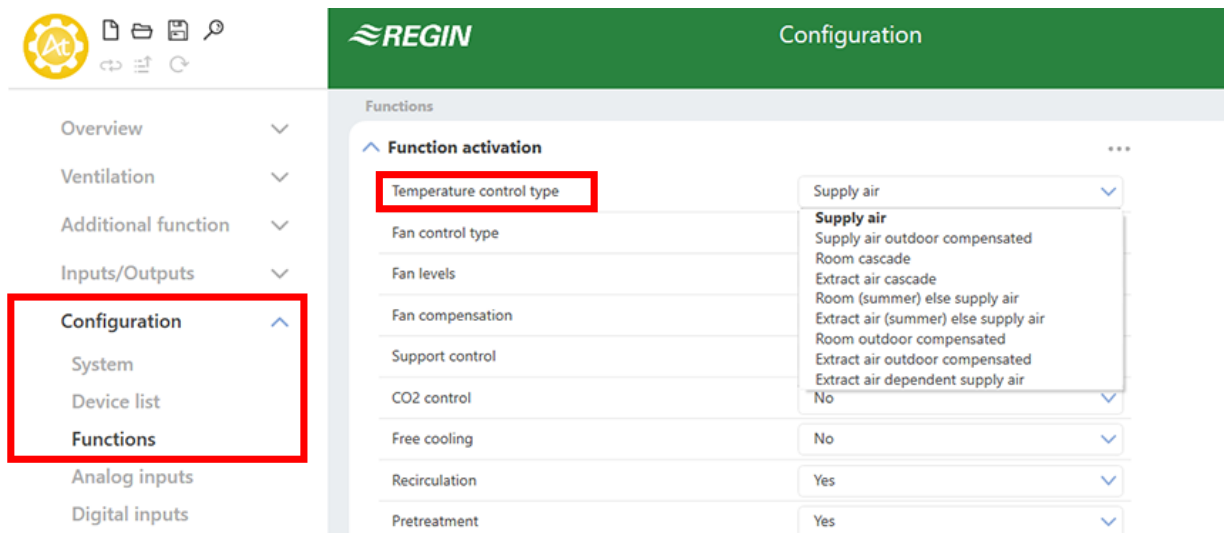 At
REGIN
Configuration
Overview
Ventilation
Additional function
Inputs/Outputs
Configuration
System
Device list
Functions
Analog inputs
Digital inputs
Functions
Function activation
Temperature control type
Supply air
Supply air
Supply air outdoor compensated
Room cascade
Extract air cascade
Room (summer) else supply air
Extract air (summer) else supply air
Room outdoor compensated
Extract air outdoor compensated
Extract air dependent supply air
Fan control type
Fan levels
Fan compensation
Support control
CO2 control
No
Free cooling
No
Recirculation
Yes
Pretreatment
Yes